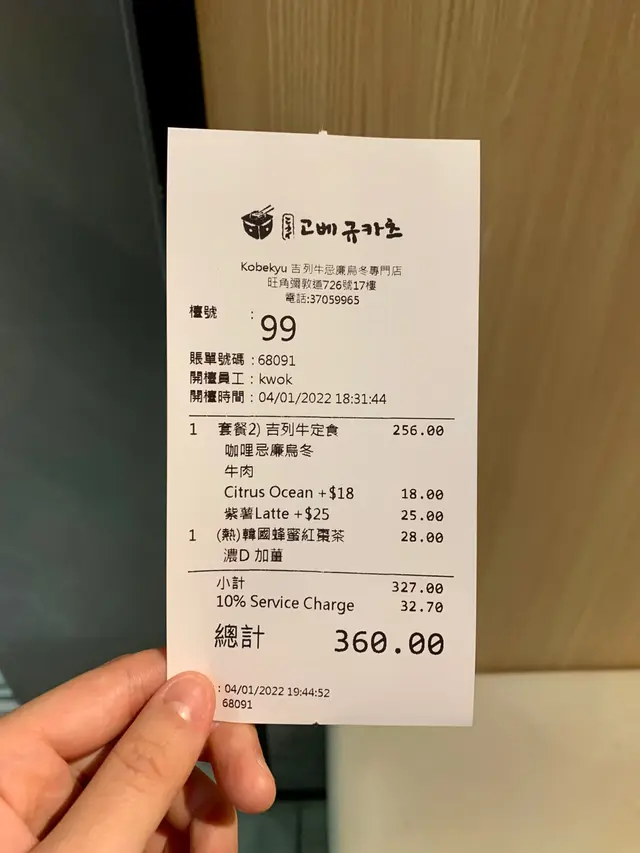 고베 규카츠
Kobekyu 吉列牛忌廉烏冬專門店
旺角彌敦道726號17樓
電話:37059965
檯號 : 99
賬單號碼 : 68091
開檯員工 : kwok
開檯時間 : 04/01/2022 18:31:44
1 套餐2) 吉列牛定食 256.00
咖哩忌廉烏冬
牛肉
Citrus Ocean +$18 18.00
紫薯Latte +$25 25.00
1 (熱)韓國蜂蜜紅棗茶 28.00
濃D 加薑
小計 327.00
10% Service Charge 32.70
總計 360.00
: 04/01/2022 19:44:52
68091